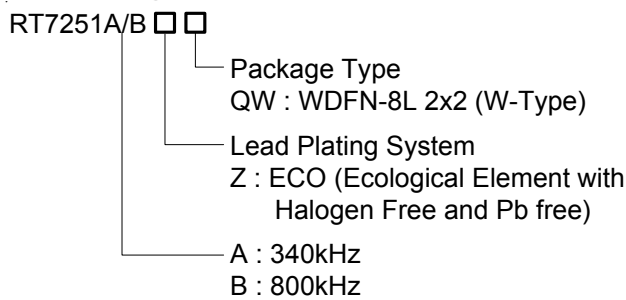 RT7251A/B □ □
Package Type
QW : WDFN-8L 2x2 (W-Type)
Lead Plating System
Z : ECO (Ecological Element with
Halogen Free and Pb free)
A : 340kHz
B : 800kHz